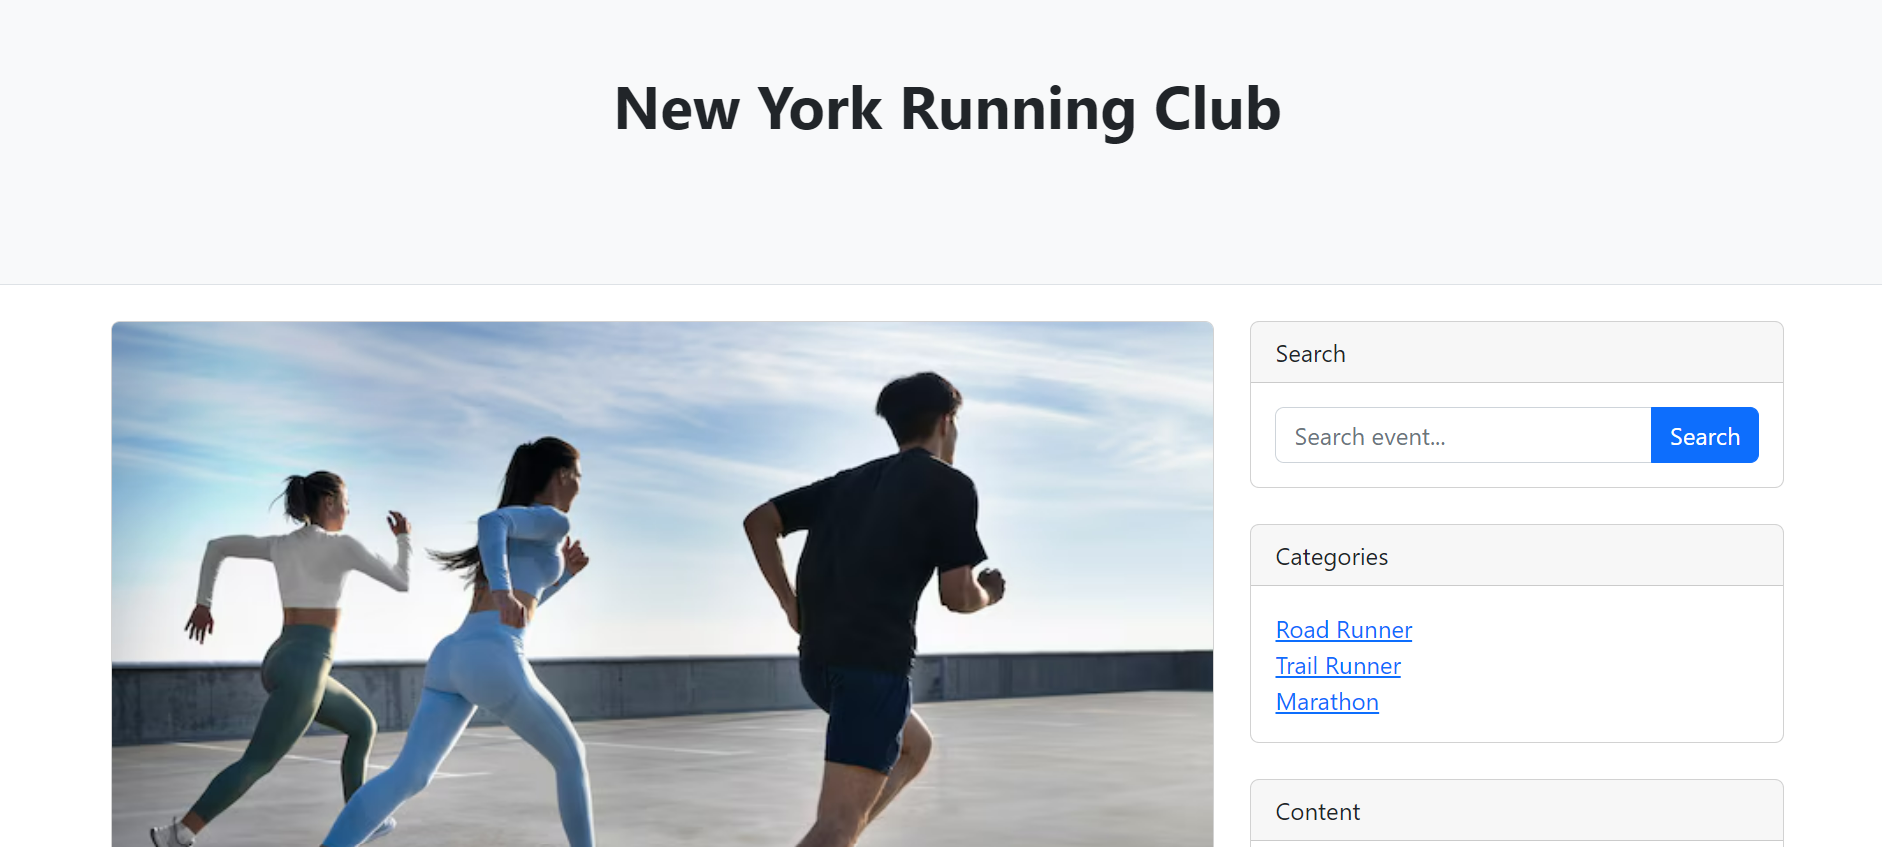 New York Running Club
Search
Search event...
Search
Categories
Road Runner
Trail Runner
Marathon
Content